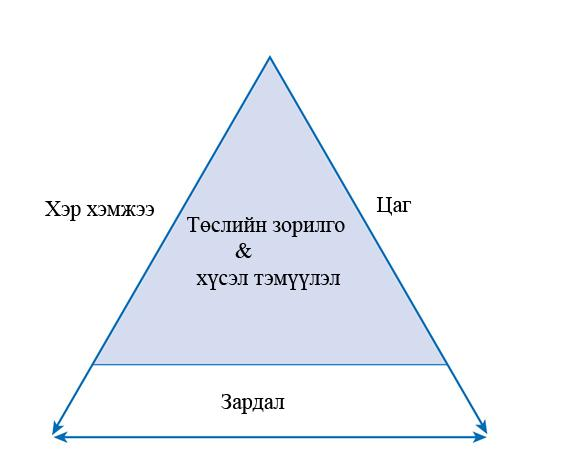 Хэр хэмжээ
Цаг
Төслийн зорилго
&
хүсэл тэмүүлэл
Зардал